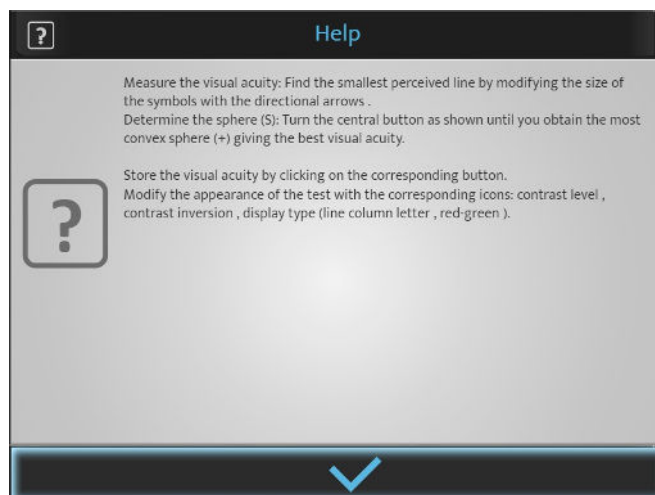 ?
Help
Measure the visual acuity: Find the smallest perceived line by modifying the size of
the symbols with the directional arrows .
Determine the sphere (S): Turn the central button as shown until you obtain the most
convex sphere (+) giving the best visual acuity.
Store the visual acuity by clicking on the corresponding button.
Modify the appearance of the test with the corresponding icons: contrast level ,
contrast inversion , display type (line column letter , red-green ).
?